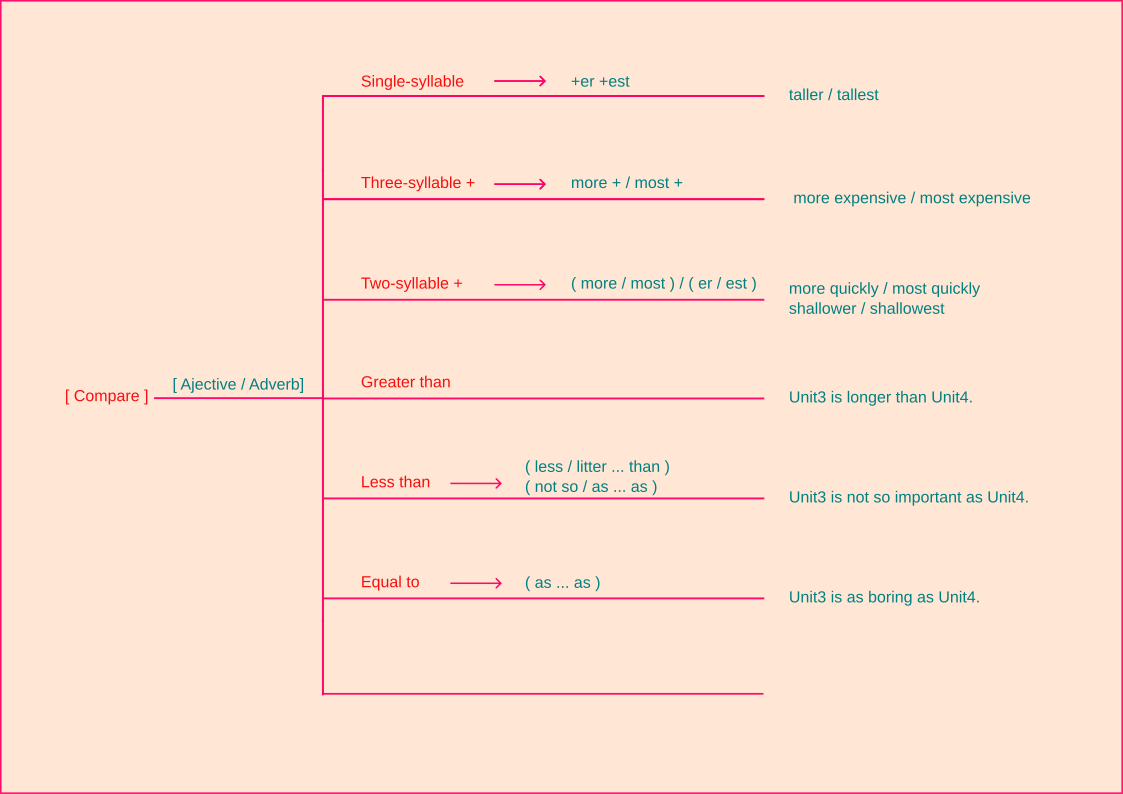 Single-syllable +er +est
taller / tallest
Three-syllable + more + / most +
more expensive / most expensive
Two-syllable + ( more / most ) / ( er / est )
more quickly / most quickly
shallower / shallowest
[ Compare ] [ Ajective / Adverb]
Greater than
Unit3 is longer than Unit4.
Less than
( less / litter ... than )
( not so / as ... as )
Unit3 is not so important as Unit4.
Equal to ( as ... as )
Unit3 is as boring as Unit4.